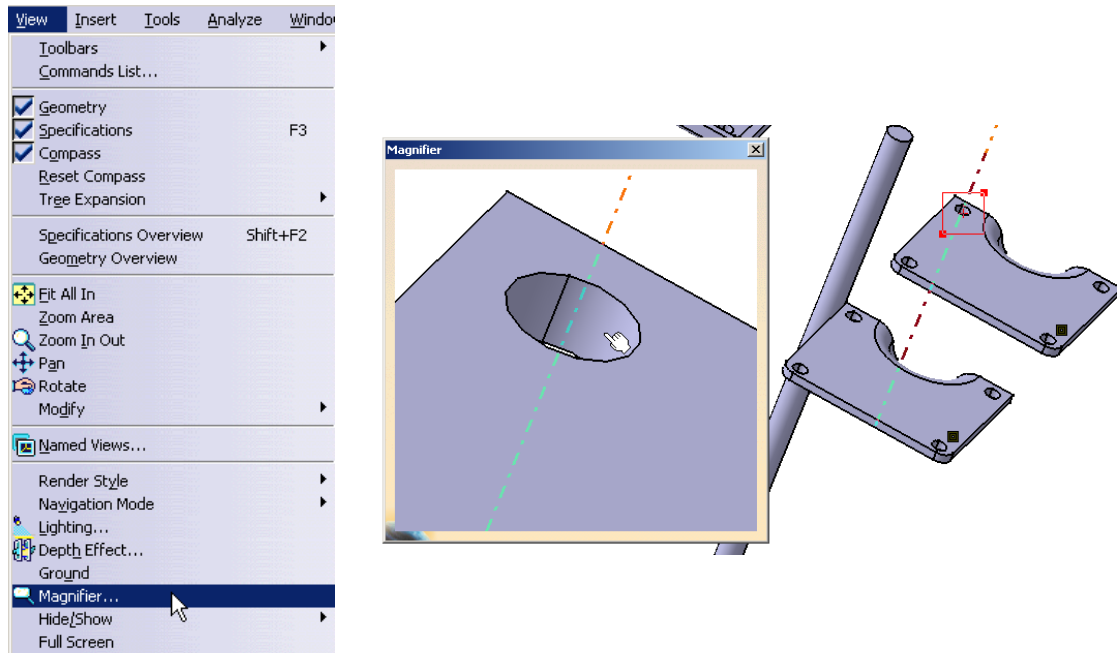 View Insert Tools Analyze Windo
Toolbars
Commands List...
Geometry
Specifications F3
Compass
Reset Compass
Tree Expansion
Specifications Overview Shift+F2
Geometry Overview
Fit All In
Zoom Area
Zoom In Out
Pan
Rotate
Modify
Named Views...
Render Style
Navigation Mode
Lighting...
Depth Effect...
Ground
Magnifier...
Hide/Show
Full Screen
Magnifier